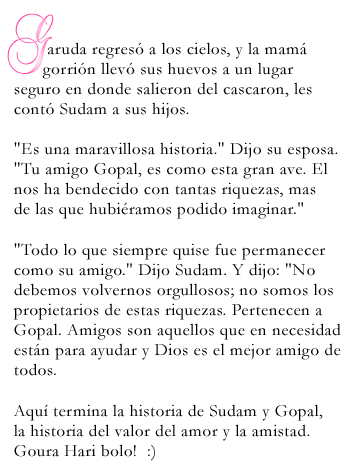 Garuda regresó a los cielos, y la mamá
gorrión llevó sus huevos a un lugar
seguro en donde salieron del cascaron, les
contó Sudam a sus hijos.
"Es una maravillosa historia." Dijo su esposa.
"Tu amigo Gopal, es como esta gran ave. El
nos ha bendecido con tantas riquezas, mas
de las que hubiéramos podido imaginar."
"Todo lo que siempre quise fue permanecer
como su amigo." Dijo Sudam. Y dijo: "No
debemos volvernos orgullosos; no somos los
propietarios de estas riquezas. Pertenecen a
Gopal. Amigos son aquellos que en necesidad
están para ayudar y Dios es el mejor amigo de
todos.
Aquí termina la historia de Sudam y Gopal,
la historia del valor del amor y la amistad.
Goura Hari bolo! :)